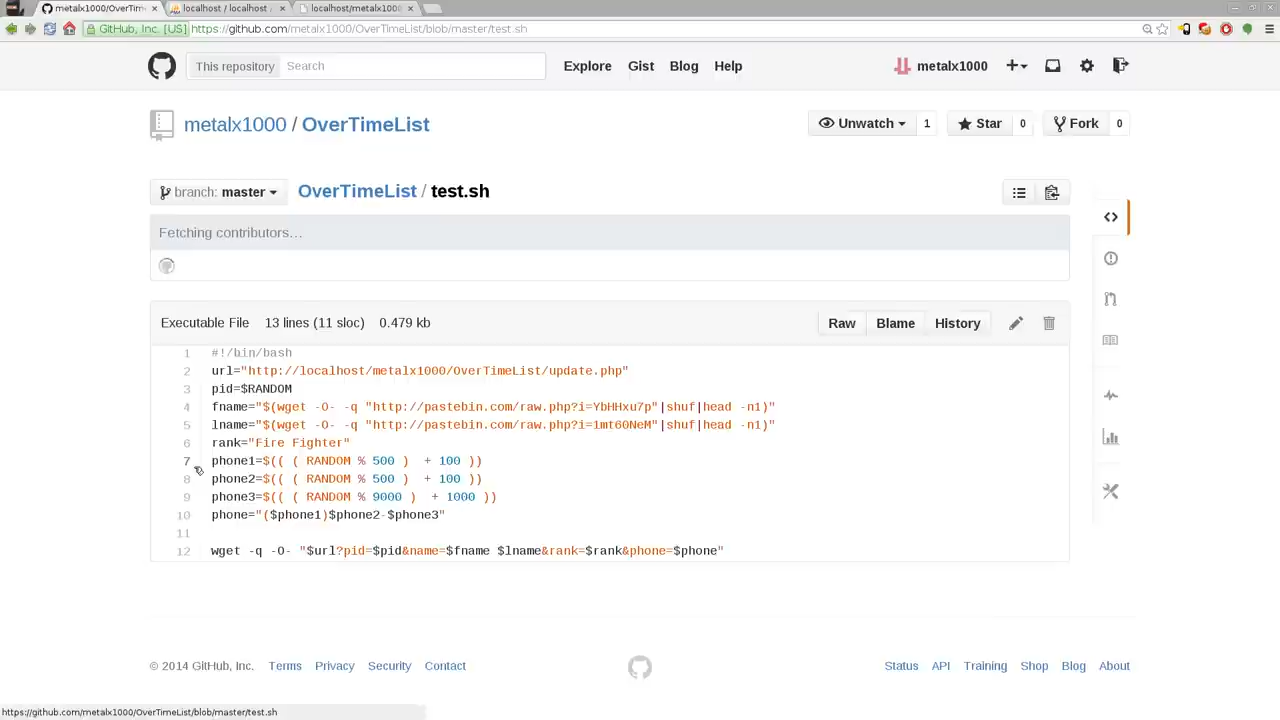 metalx1000/OverTim
localhost / localhost
localhost/metalx1000
GitHub, Inc. [US] https://github.com/metalx1000/OverTimeList/blob/master/test.sh
This repository Search Explore Gist Blog Help metalx1000
metalx1000 / OverTimeList
Unwatch 1 Star 0 Fork 0
branch: master OverTimeList / test.sh
Fetching contributors…
Executable File 13 lines (11 sloc) 0.479 kb Raw Blame History
1 #!/bin/bash
2 url="http://localhost/metalx1000/OverTimeList/update.php"
3 pid=$RANDOM
4 fname="$(wget -O- -q "http://pastebin.com/raw.php?i=YbHHxu7p"|shuf|head -n1)"
5 lname="$(wget -O- -q "http://pastebin.com/raw.php?i=1mt60NeM"|shuf|head -n1)"
6 rank="Fire Fighter"
7 phone1=$(( ( RANDOM % 500 )  + 100 ))
8 phone2=$(( ( RANDOM % 500 )  + 100 ))
9 phone3=$(( ( RANDOM % 9000 )  + 1000 ))
10 phone="($phone1)$phone2-$phone3"
11
12 wget -q -O- "$url?pid=$pid&name=$fname $lname&rank=$rank&phone=$phone"
© 2014 GitHub, Inc. Terms Privacy Security Contact Status API Training Shop Blog About
https://github.com/metalx1000/OverTimeList/blob/master/test.sh